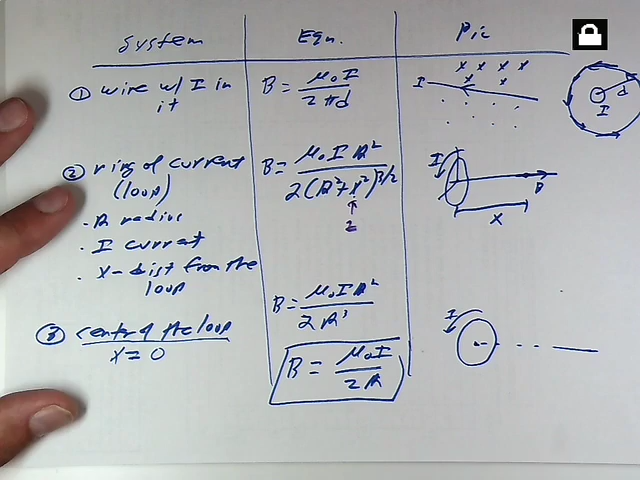 System Eqn. Pic
① wire w/ I in it B = μ₀I / 2πd I x x x x x x d I
② ring of current (loop) B = μ₀IR² / 2(R²+x²)^3/2 I B
z
- R radius x
- I current
- x-dist from the loop
B = μ₀IR² / 2R³ I
③ center of the loop
x = 0 B = μ₀I / 2R